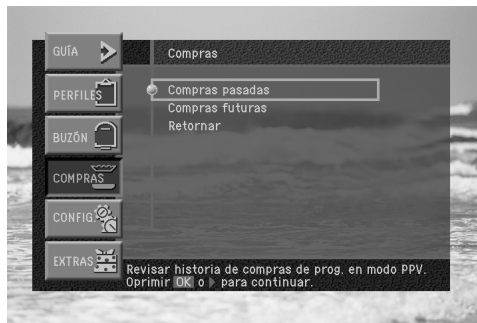 GUÍA
PERFILES
BUZÓN
COMPRAS
CONFIG
EXTRAS
Compras
Compras pasadas
Compras futuras
Retornar
Revisar historia de compras de prog. en modo PPV.
Oprimir OK o ▶ para continuar.